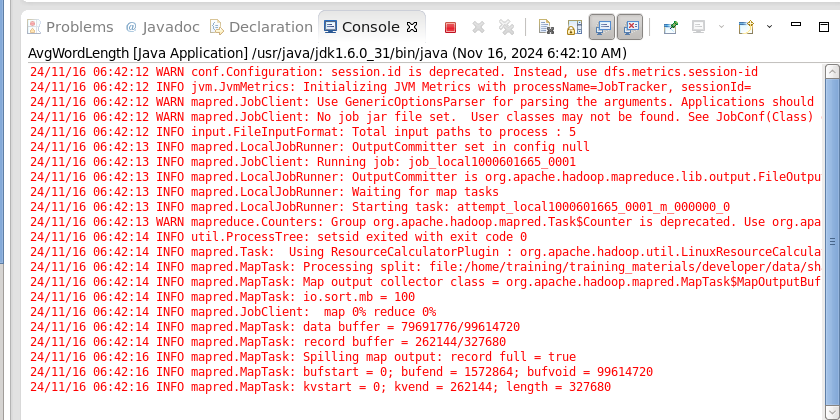 Problems @ Javadoc Declaration Console
AvgWordLength [Java Application] /usr/java/jdk1.6.0_31/bin/java (Nov 16, 2024 6:42:10 AM)
24/11/16 06:42:12 WARN conf.Configuration: session.id is deprecated. Instead, use dfs.metrics.session-id
24/11/16 06:42:12 INFO jvm.JvmMetrics: Initializing JVM Metrics with processName=JobTracker, sessionId=
24/11/16 06:42:12 WARN mapred.JobClient: Use GenericOptionsParser for parsing the arguments. Applications should
24/11/16 06:42:12 WARN mapred.JobClient: No job jar file set.  User classes may not be found. See JobConf(Class)
24/11/16 06:42:12 INFO input.FileInputFormat: Total input paths to process : 5
24/11/16 06:42:13 INFO mapred.LocalJobRunner: OutputCommitter set in config null
24/11/16 06:42:13 INFO mapred.JobClient: Running job: job_local1000601665_0001
24/11/16 06:42:13 INFO mapred.LocalJobRunner: OutputCommitter is org.apache.hadoop.mapreduce.lib.output.FileOutpu
24/11/16 06:42:13 INFO mapred.LocalJobRunner: Waiting for map tasks
24/11/16 06:42:13 INFO mapred.LocalJobRunner: Starting task: attempt_local1000601665_0001_m_000000_0
24/11/16 06:42:13 WARN mapreduce.Counters: Group org.apache.hadoop.mapred.Task$Counter is deprecated. Use org.apa
24/11/16 06:42:14 INFO util.ProcessTree: setsid exited with exit code 0
24/11/16 06:42:14 INFO mapred.Task:  Using ResourceCalculatorPlugin : org.apache.hadoop.util.LinuxResourceCalcula
24/11/16 06:42:14 INFO mapred.MapTask: Processing split: file:/home/training/training_materials/developer/data/sh
24/11/16 06:42:14 INFO mapred.MapTask: Map output collector class = org.apache.hadoop.mapred.MapTask$MapOutputBuf
24/11/16 06:42:14 INFO mapred.MapTask: io.sort.mb = 100
24/11/16 06:42:14 INFO mapred.JobClient:  map 0% reduce 0%
24/11/16 06:42:14 INFO mapred.MapTask: data buffer = 79691776/99614720
24/11/16 06:42:14 INFO mapred.MapTask: record buffer = 262144/327680
24/11/16 06:42:16 INFO mapred.MapTask: Spilling map output: record full = true
24/11/16 06:42:16 INFO mapred.MapTask: bufstart = 0; bufend = 1572864; bufvoid = 99614720
24/11/16 06:42:16 INFO mapred.MapTask: kvstart = 0; kvend = 262144; length = 327680